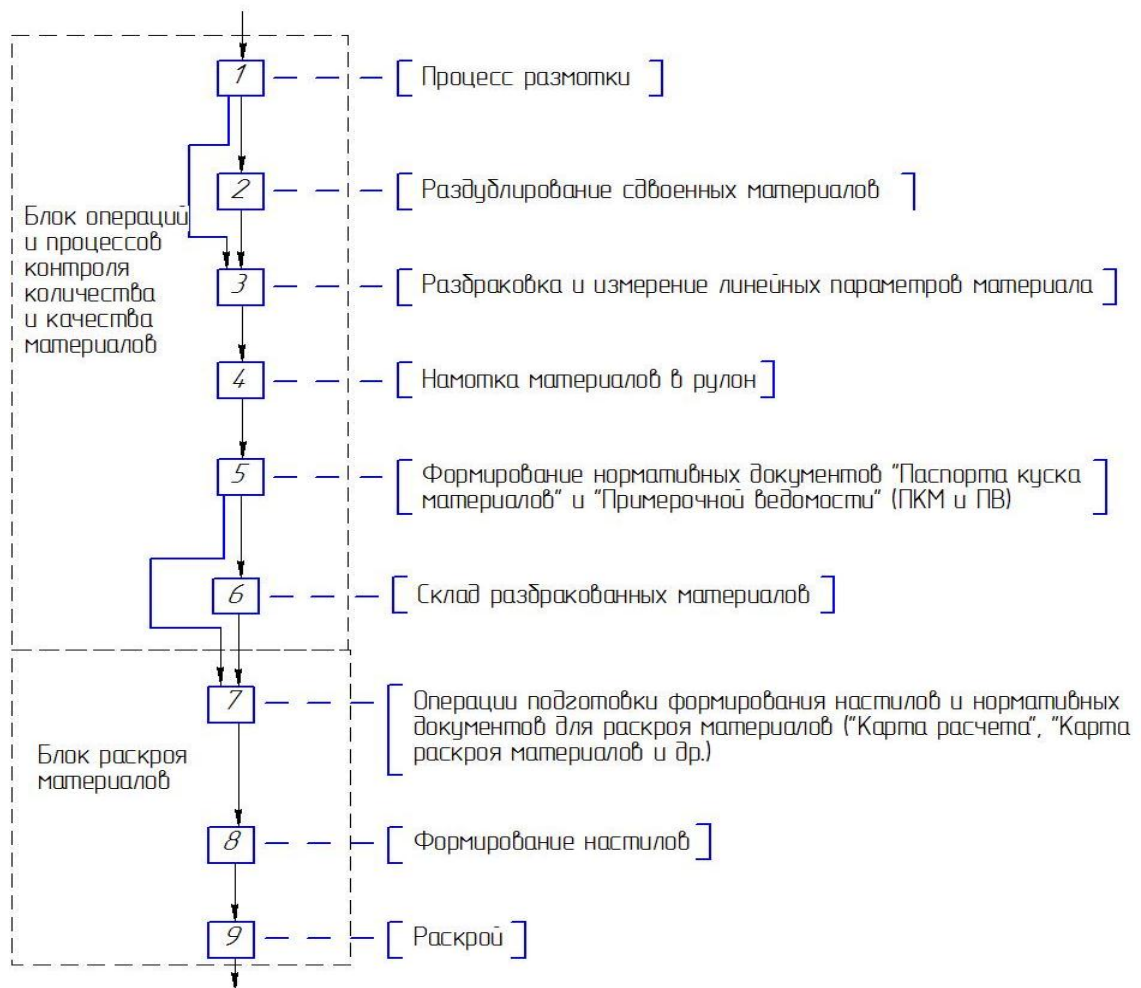 1
Процесс размотки
2
Раздублирование сдвоенных материалов
Блок операций
и процессов
контроля
количества
и качества
материалов
3
Разбраковка и измерение линейных параметров материала
4
Намотка материалов в рулон
5
Формирование нормативных документов "Паспорта куска
материалов" и "Примерочной ведомости" (ПКМ и ПВ)
6
Склад разбракованных материалов
7
Операции подготовки формирования настилов и нормативных
документов для раскроя материалов ("Карта расчета", "Карта
раскроя материалов и др.)
Блок раскроя
материалов
8
Формирование настилов
9
Раскрой